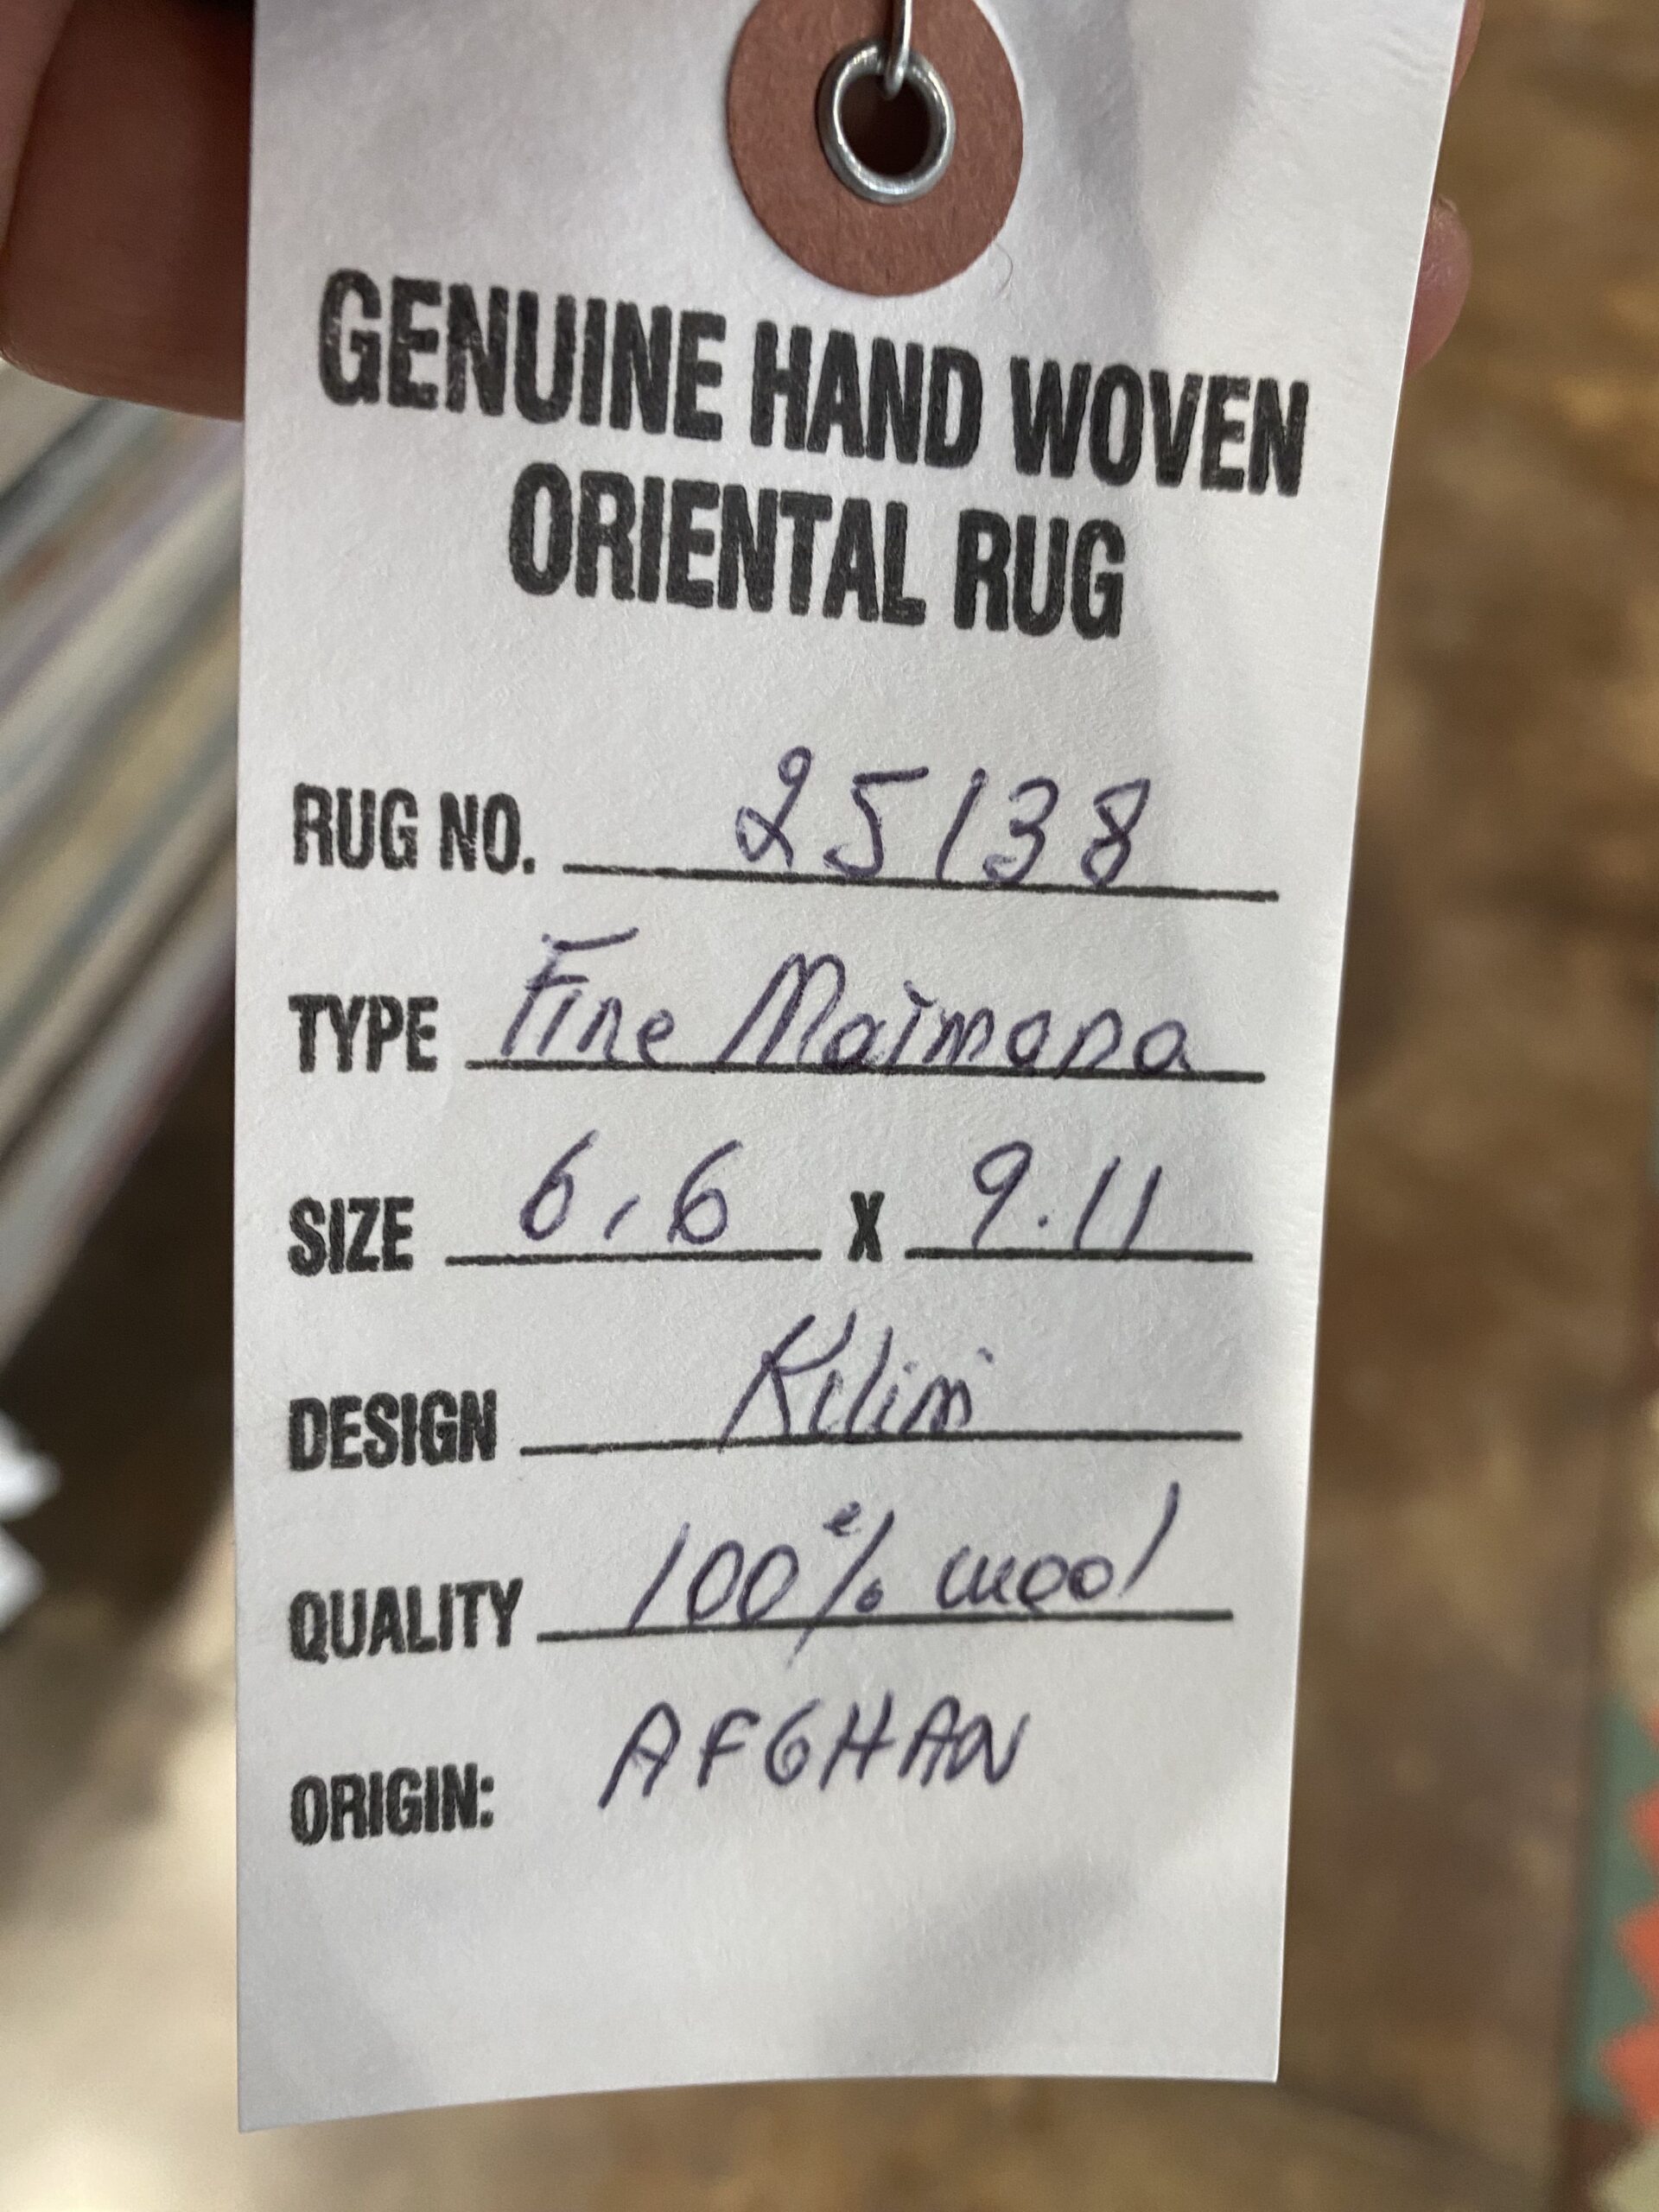 GENUINE HAND WOVEN
ORIENTAL RUG
RUG NO. 25138
TYPE Fine Maimana
SIZE 6.6 X 9.11
DESIGN Kilim
QUALITY 100% wool
ORIGIN: AFGHAN